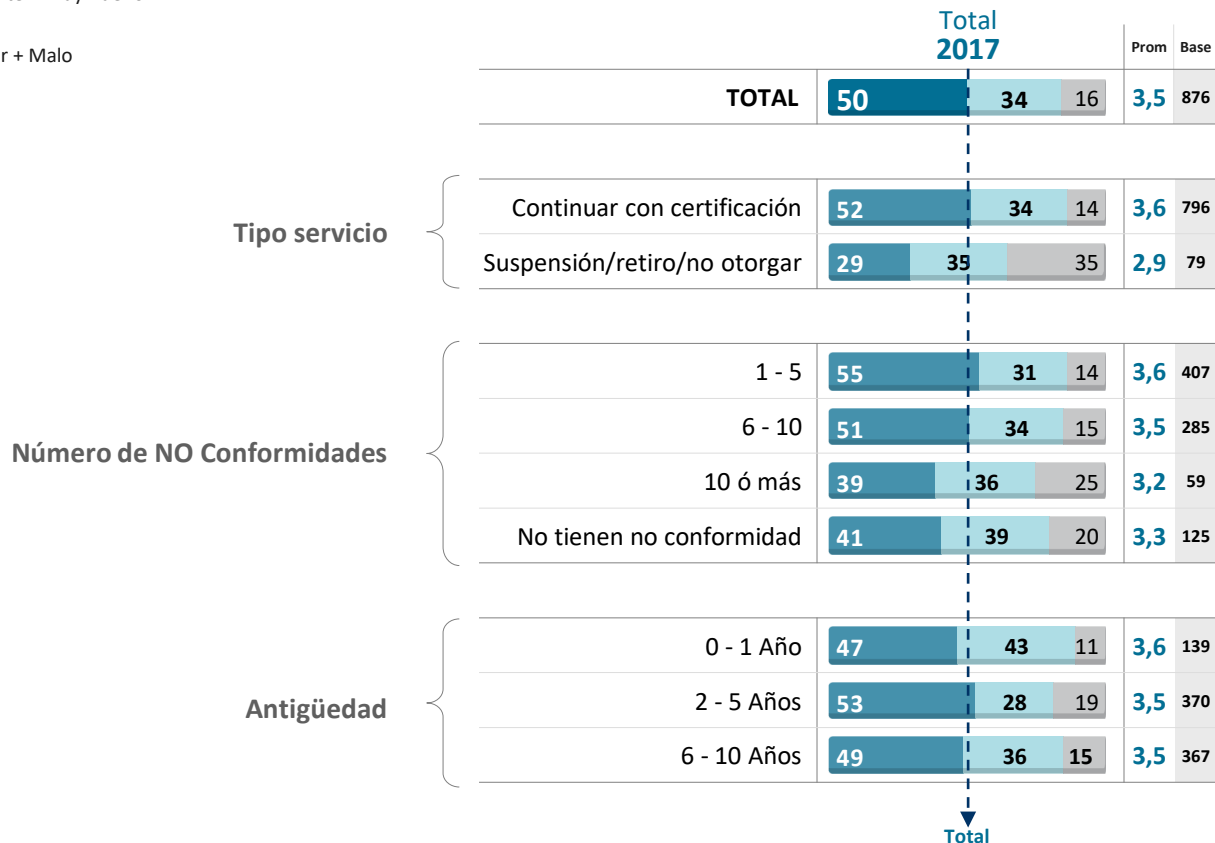 r + Malo
Total
2017
Prom Base
TOTAL 50 34 16 3,5 876
Tipo servicio
Continuar con certificación 52 34 14 3,6 796
Suspensión/retiro/no otorgar 29 35 35 2,9 79
Número de NO Conformidades
1 - 5 55 31 14 3,6 407
6 - 10 51 34 15 3,5 285
10 ó más 39 36 25 3,2 59
No tienen no conformidad 41 39 20 3,3 125
Antigüedad
0 - 1 Año 47 43 11 3,6 139
2 - 5 Años 53 28 19 3,5 370
6 - 10 Años 49 36 15 3,5 367
Total